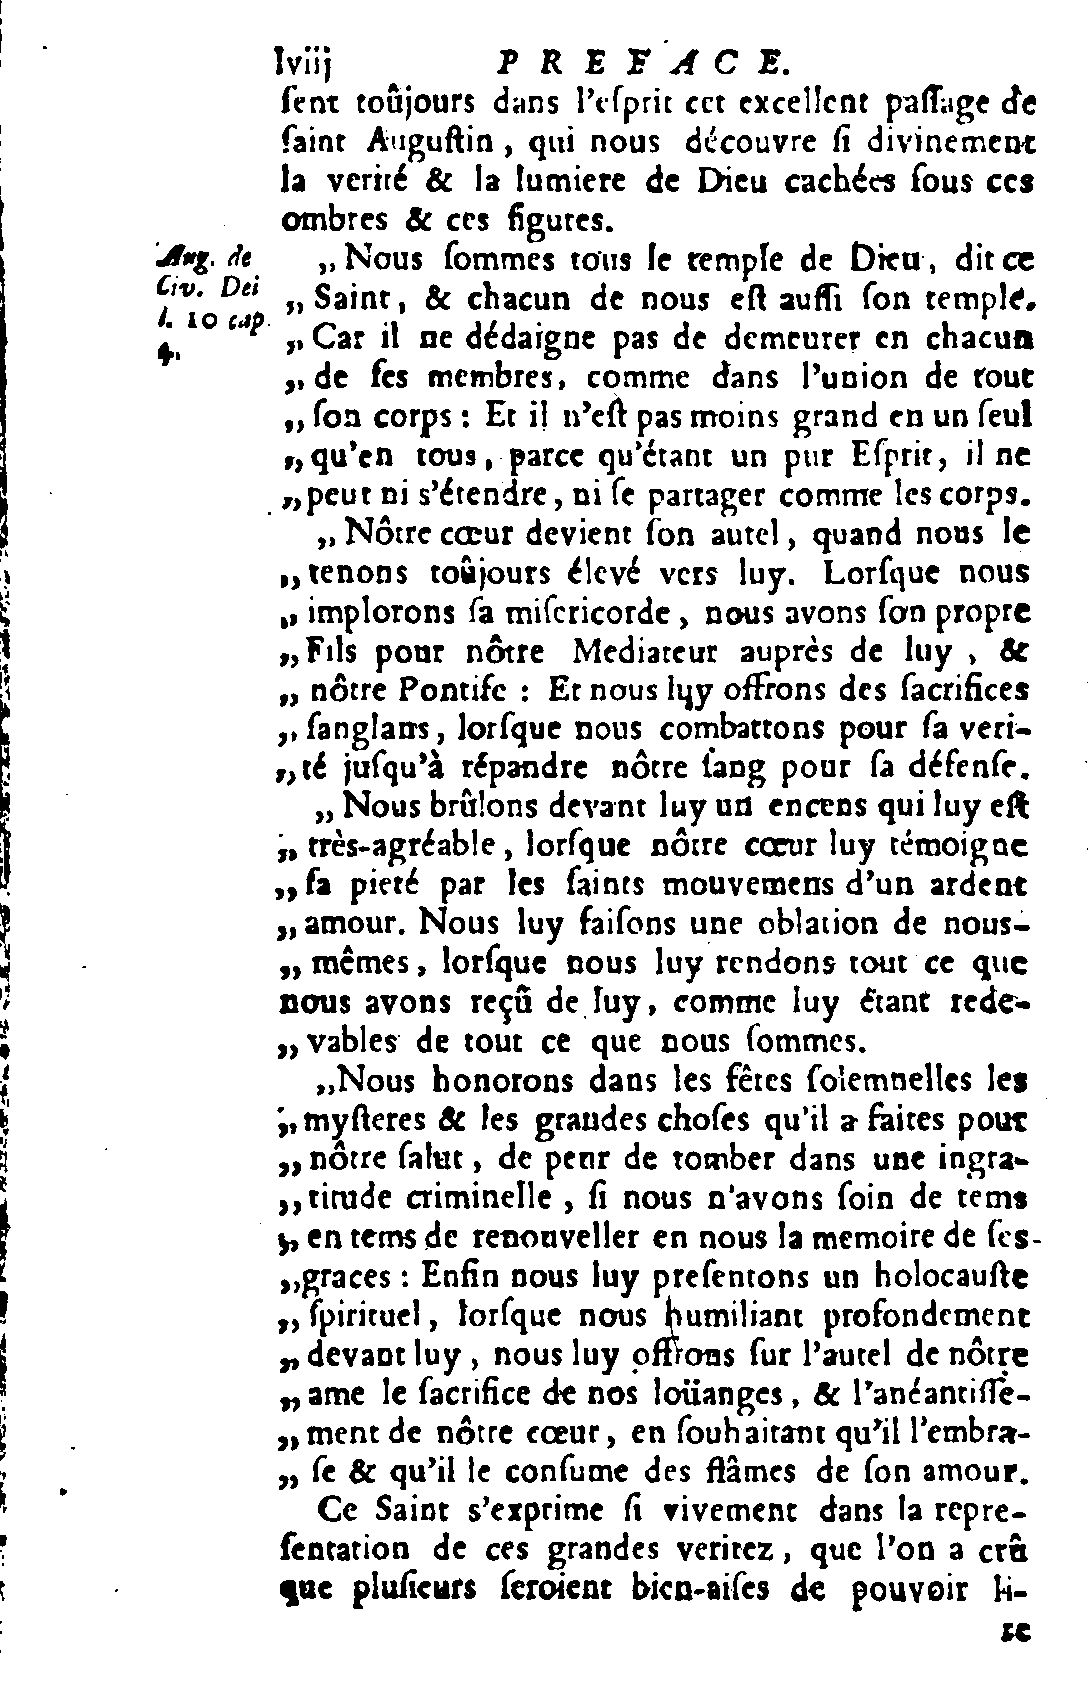 lviij PREFACE.
ſent toûjours dans l'eſprit cet excellent paſſage de
ſaint Auguſtin, qui nous découvre ſi divinement
la verité & la lumiere de Dieu cachées ſous ces
ombres & ces figures.
Aug. de
Civ. Dei
l. 10 cap.
4.
„ Nous ſommes tous le temple de Dieu, dit ce
„ Saint, & chacun de nous eſt auſſi ſon temple.
„ Car il ne dédaigne pas de demeurer en chacun
„ de ſes membres, comme dans l'union de tout
„ ſon corps : Et il n'eſt pas moins grand en un ſeul
„ qu'en tous, parce qu'étant un pur Eſprit, il ne
„ peut ni s'étendre, ni ſe partager comme les corps.
„ Nôtre cœur devient ſon autel, quand nous le
„ tenons toûjours élevé vers luy. Lorſque nous
„ implorons ſa miſericorde, nous avons ſon propre
„ Fils pour nôtre Mediateur auprès de luy, &
„ nôtre Pontife : Et nous luy offrons des ſacrifices
„ ſanglans, lorſque nous combattons pour ſa veri-
„ té juſqu'à répandre nôtre ſang pour ſa défenſe.
„ Nous brûlons devant luy un encens qui luy eſt
„ très-agréable, lorſque nôtre cœur luy témoigne
„ ſa pieté par les ſaints mouvemens d'un ardent
„ amour. Nous luy faiſons une oblation de nous-
„ mêmes, lorſque nous luy rendons tout ce que
nous avons reçû de luy, comme luy étant rede-
„ vables de tout ce que nous ſommes.
„ Nous honorons dans les fêtes ſolemnelles les
„ myſteres & les grandes choſes qu'il a faites pour
„ nôtre ſalut, de penr de tomber dans une ingra-
„ titude criminelle, ſi nous n'avons ſoin de tems
„ en tems de renouveller en nous la memoire de ſes
„ graces : Enfin nous luy preſentons un holocauſte
„ ſpirituel, lorſque nous humiliant profondement
„ devant luy, nous luy offrons ſur l'autel de nôtre
„ ame le ſacrifice de nos loüanges, & l'anéantiſſe-
„ ment de nôtre cœur, en ſouhaitant qu'il l'embra-
„ ſe & qu'il le conſume des flâmes de ſon amour.
Ce Saint s'exprime ſi vivement dans la repre-
ſentation de ces grandes veritez, que l'on a crû
que pluſieurs ſeroient bien-aiſes de pouvoir li-
re